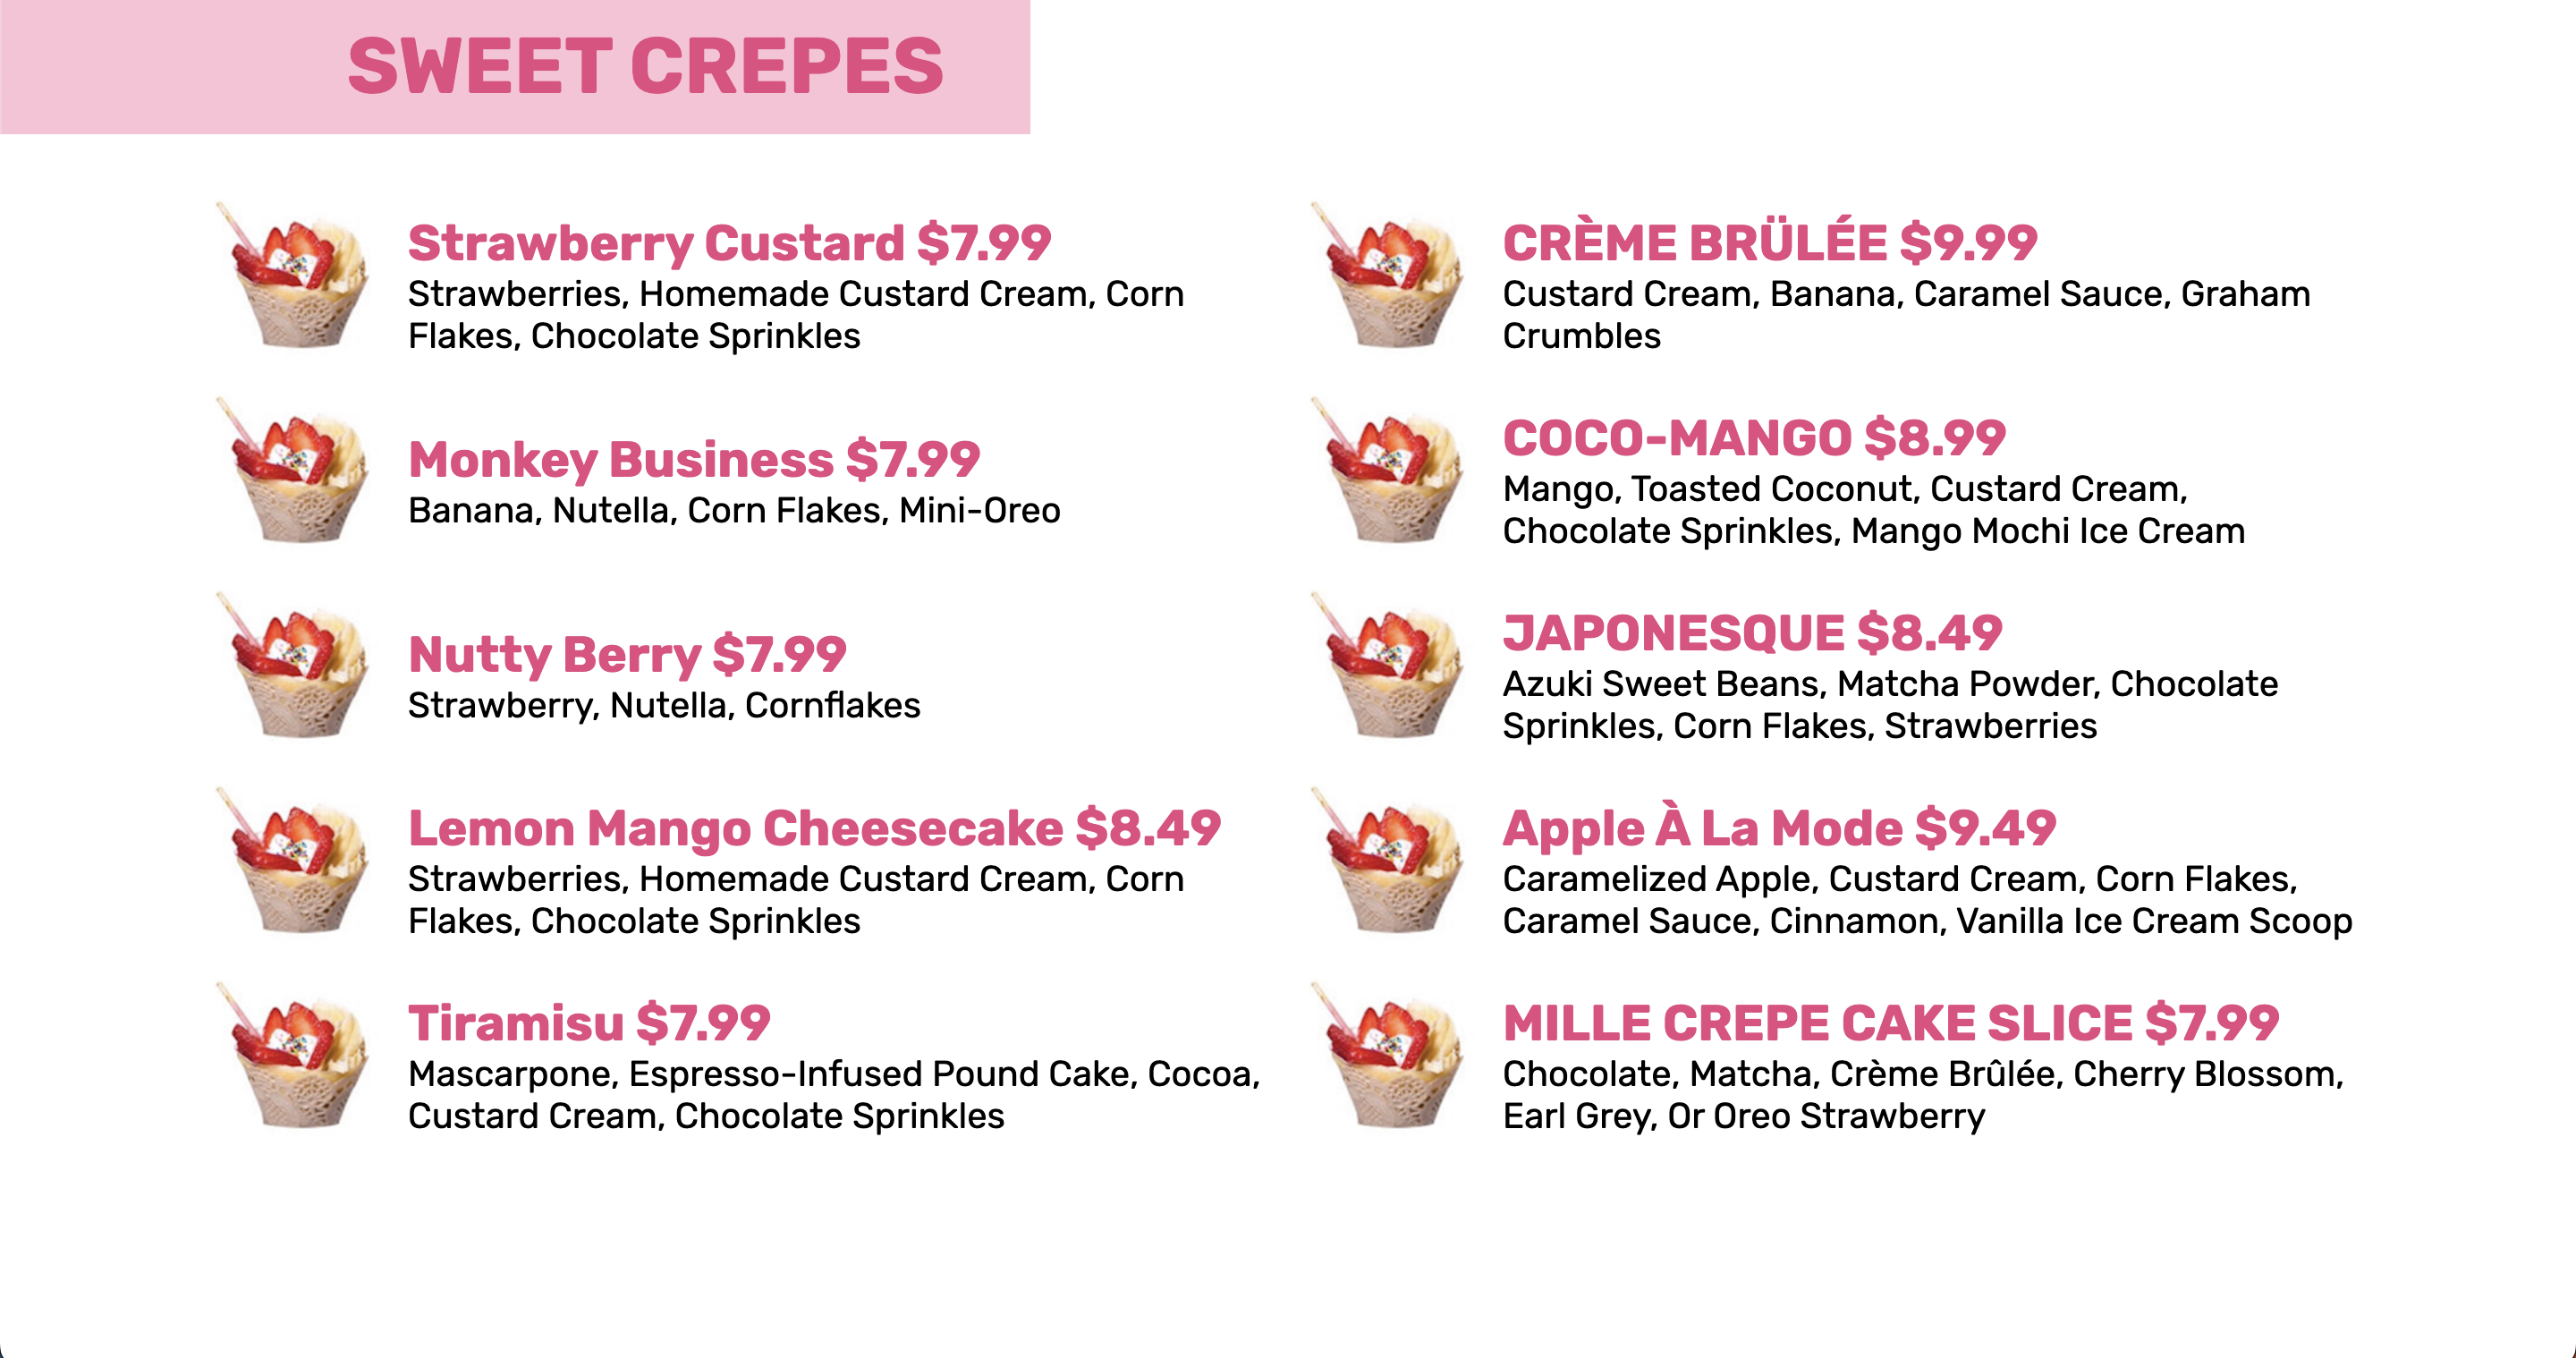 SWEET CREPES
Strawberry Custard $7.99
Strawberries, Homemade Custard Cream, Corn
Flakes, Chocolate Sprinkles
Monkey Business $7.99
Banana, Nutella, Corn Flakes, Mini-Oreo
Nutty Berry $7.99
Strawberry, Nutella, Cornflakes
Lemon Mango Cheesecake $8.49
Strawberries, Homemade Custard Cream, Corn
Flakes, Chocolate Sprinkles
Tiramisu $7.99
Mascarpone, Espresso-Infused Pound Cake, Cocoa,
Custard Cream, Chocolate Sprinkles
CRÈME BRÜLÉE $9.99
Custard Cream, Banana, Caramel Sauce, Graham
Crumbles
COCO-MANGO $8.99
Mango, Toasted Coconut, Custard Cream,
Chocolate Sprinkles, Mango Mochi Ice Cream
JAPONESQUE $8.49
Azuki Sweet Beans, Matcha Powder, Chocolate
Sprinkles, Corn Flakes, Strawberries
Apple À La Mode $9.49
Caramelized Apple, Custard Cream, Corn Flakes,
Caramel Sauce, Cinnamon, Vanilla Ice Cream Scoop
MILLE CREPE CAKE SLICE $7.99
Chocolate, Matcha, Crème Brûlée, Cherry Blossom,
Earl Grey, Or Oreo Strawberry